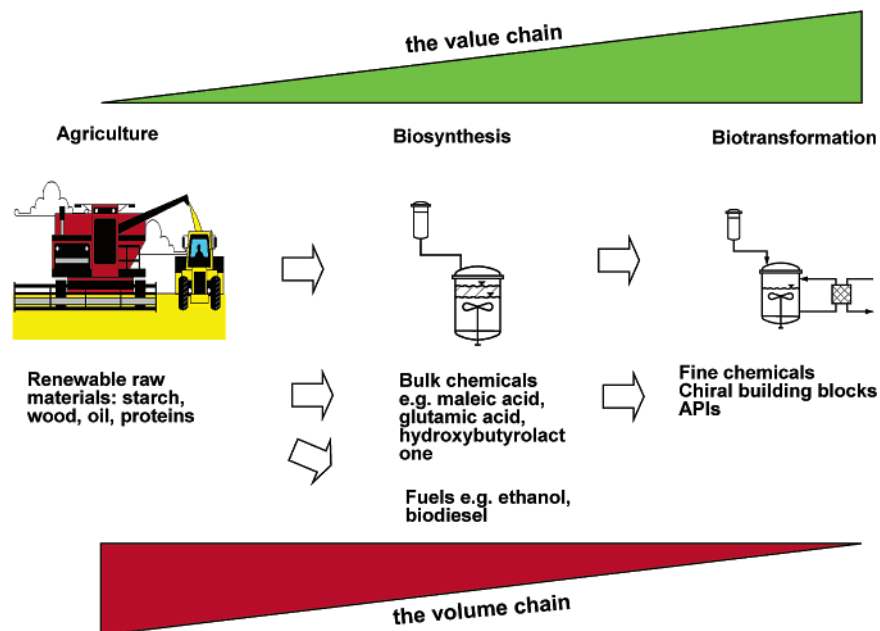 the value chain
Agriculture
Biosynthesis
Biotransformation
Renewable raw
materials: starch,
wood, oil, proteins
Bulk chemicals
e.g. maleic acid,
glutamic acid,
hydroxybutyrolact
one
Fuels e.g. ethanol,
biodiesel
Fine chemicals
Chiral building blocks
APIs
the volume chain